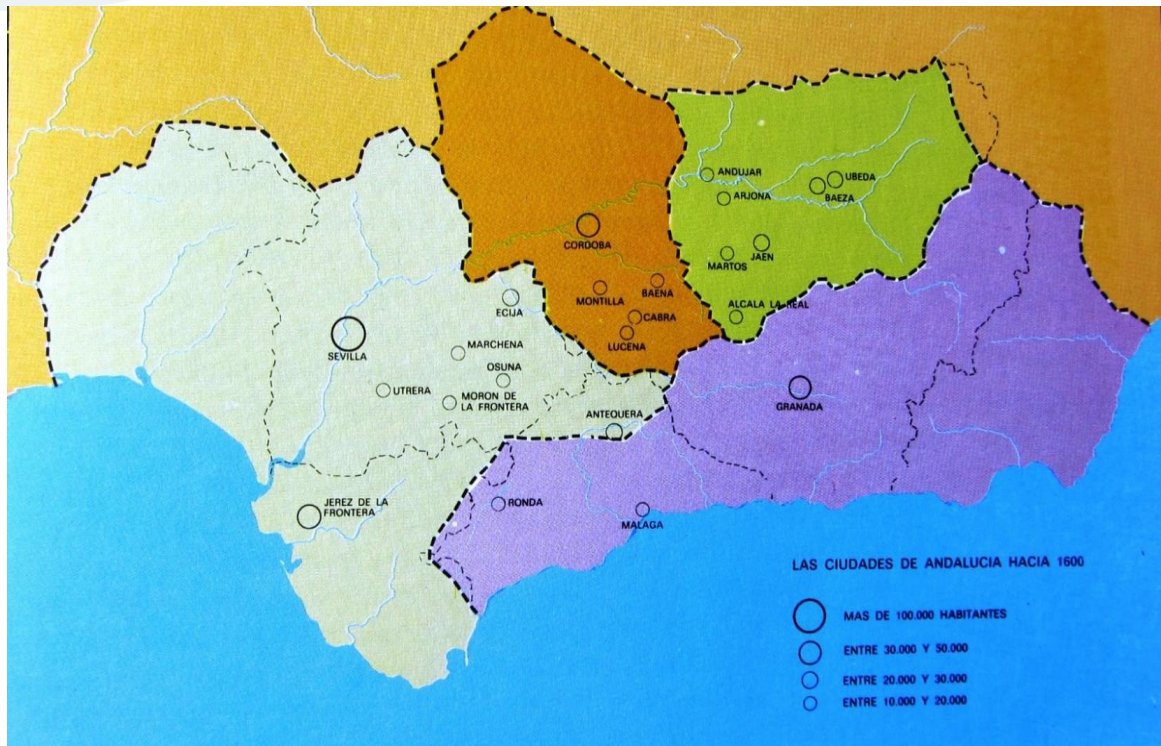 ANDUJAR
UBEDA
BAEZA
ARJONA
CORDOBA
JAEN
MARTOS
BAENA
MONTILLA
ECIJA
CABRA
ALCALA LA REAL
LUCENA
SEVILLA
MARCHENA
OSUNA
UTRERA
MORON DE
LA FRONTERA
GRANADA
ANTEQUERA
JEREZ DE LA
FRONTERA
RONDA
MALAGA
LAS CIUDADES DE ANDALUCIA HACIA 1600
MAS DE 100.000 HABITANTES
ENTRE 30.000 Y 50.000
ENTRE 20.000 Y 30.000
ENTRE 10.000 Y 20.000